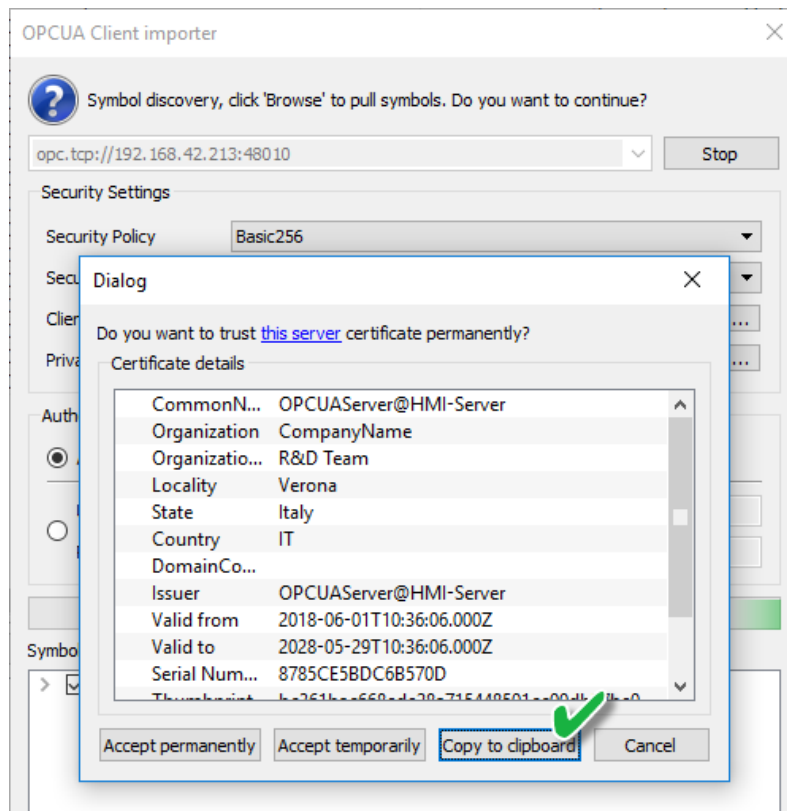 OPCUA Client importer
Symbol discovery, click 'Browse' to pull symbols. Do you want to continue?
opc.tcp://192.168.42.213:48010
Stop
Security Settings
Security Policy Basic256
Dialog
Do you want to trust this server certificate permanently?
Certificate details
CommonN... OPCUAServer@HMI-Server
Organization CompanyName
Organizatio... R&D Team
Locality Verona
State Italy
Country IT
DomainCo...
Issuer OPCUAServer@HMI-Server
Valid from 2018-06-01T10:36:06.000Z
Valid to 2028-05-29T10:36:06.000Z
Serial Num... 8785CE5BDC6B570D
Thumbprint
Accept permanently Accept temporarily Copy to clipboard Cancel